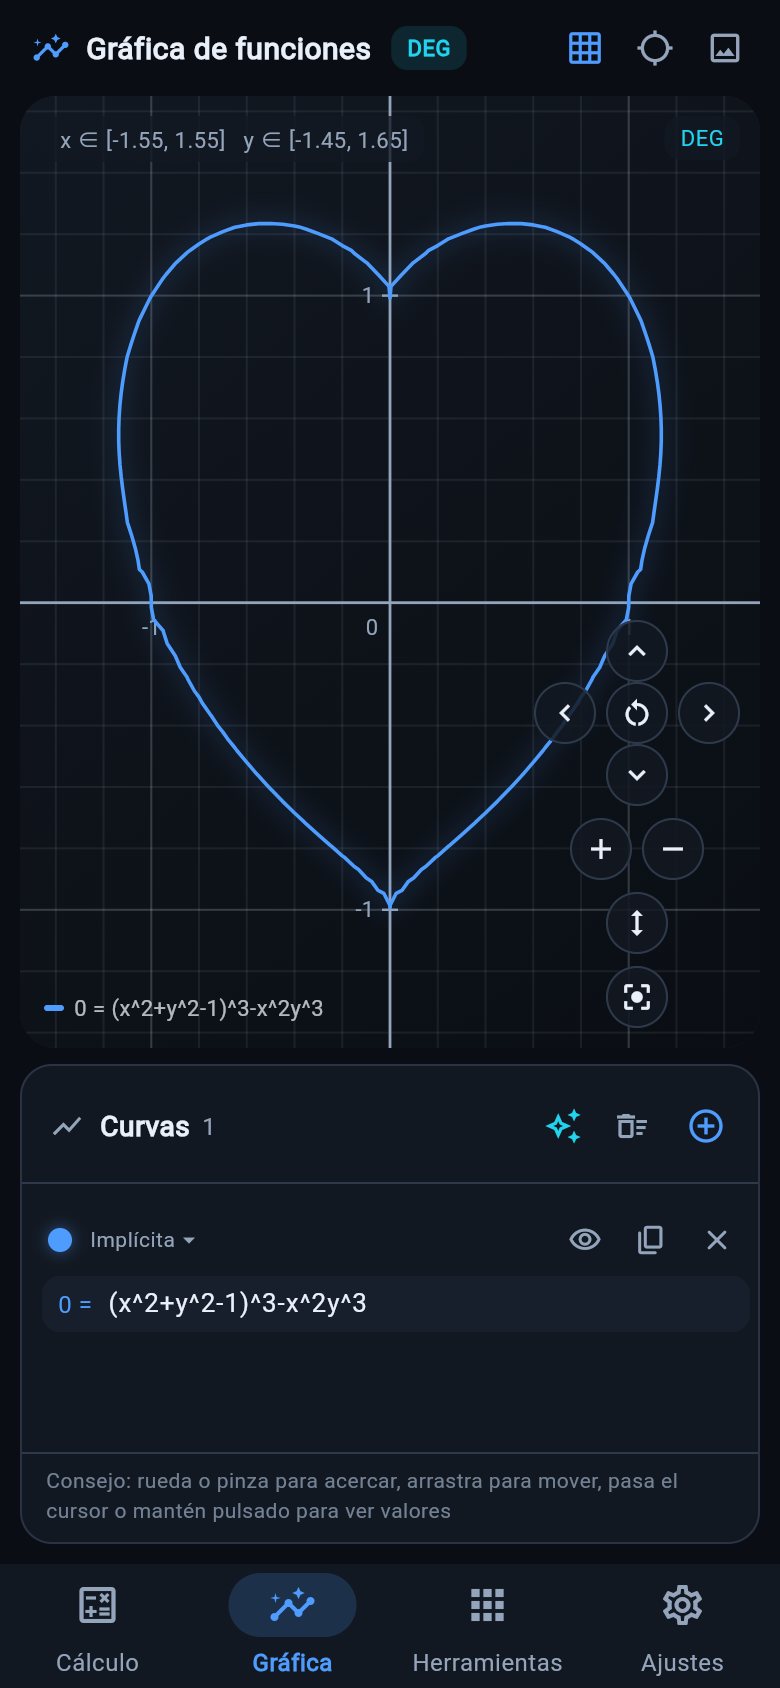 Gráfica de funciones DEG
x ∈ [-1.55, 1.55] y ∈ [-1.45, 1.65] DEG
1
-1 0
-1
0 = (x^2+y^2-1)^3-x^2y^3
Curvas 1
Implícita
0 = (x^2+y^2-1)^3-x^2y^3
Consejo: rueda o pinza para acercar, arrastra para mover, pasa el
cursor o mantén pulsado para ver valores
Cálculo Gráfica Herramientas Ajustes